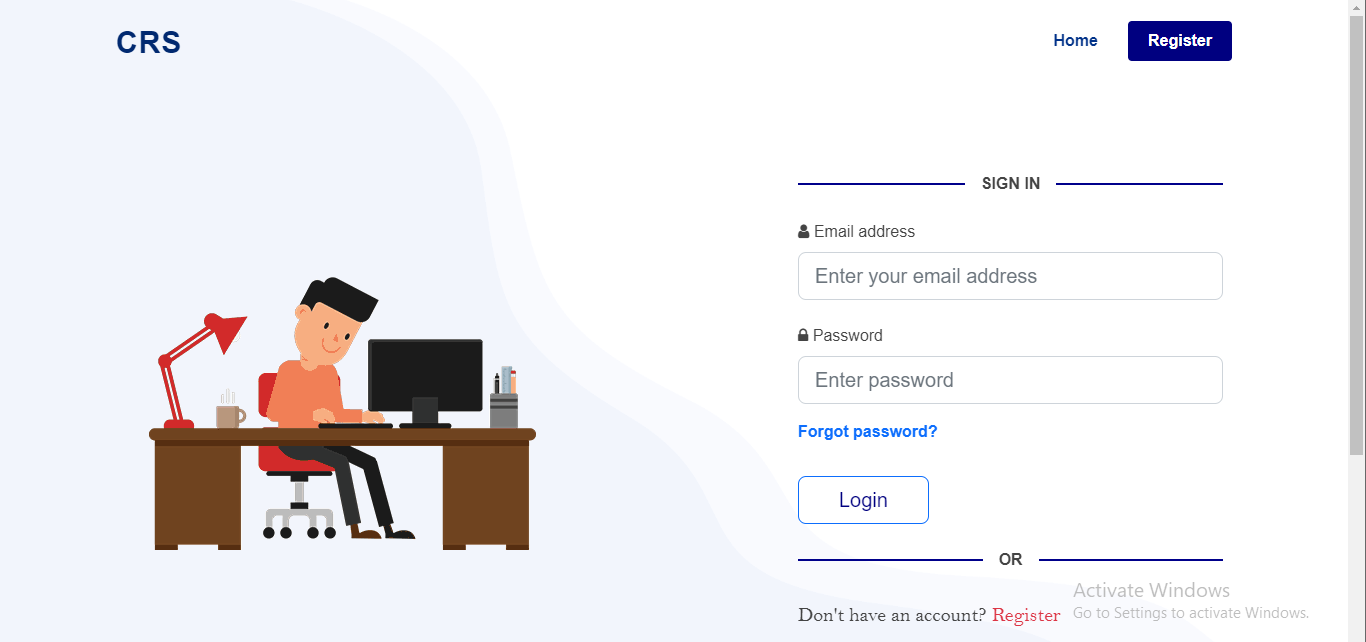 CRS
Home
Register
SIGN IN
Email address
Enter your email address
Password
Enter password
Forgot password?
Login
OR
Don't have an account? Register
Activate Windows
Go to Settings to activate Windows.